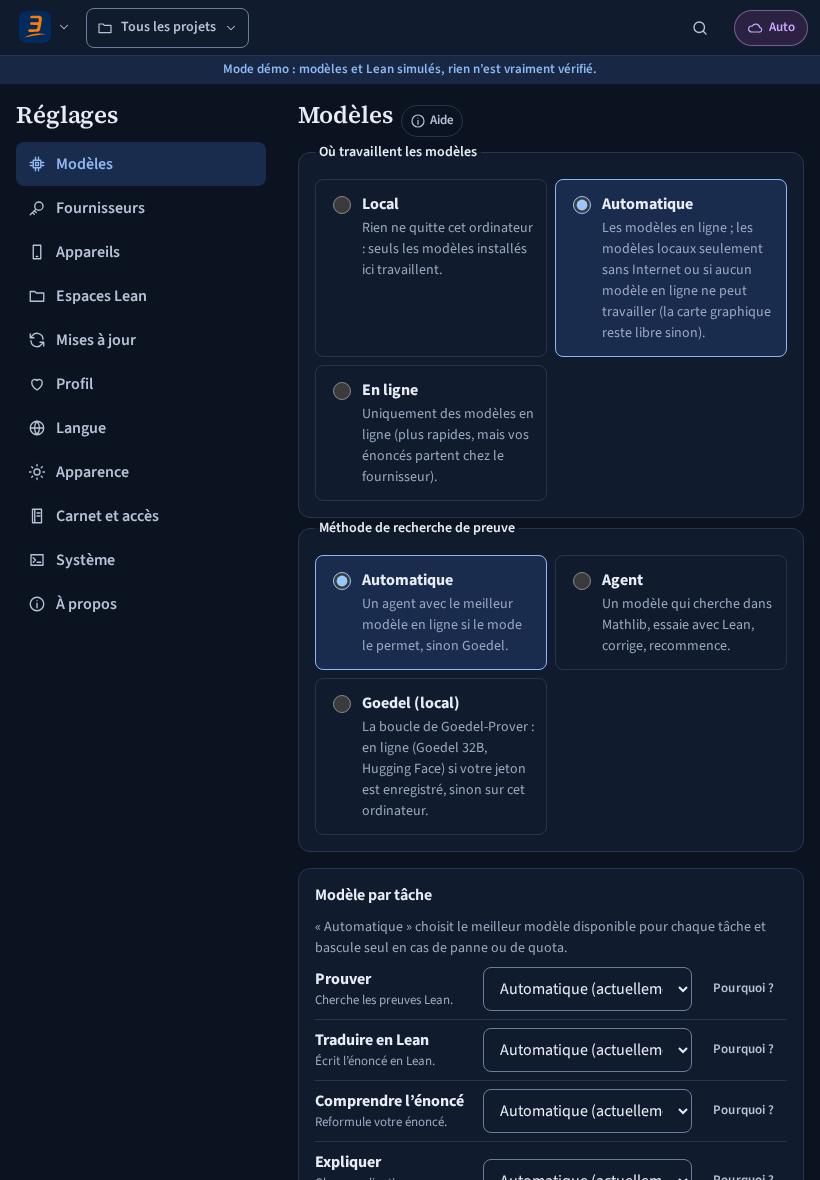 Tous les projets
Auto
Mode démo : modèles et Lean simulés, rien n’est vraiment vérifié.
Réglages
Modèles
Fournisseurs
Appareils
Espaces Lean
Mises à jour
Profil
Langue
Apparence
Carnet et accès
Système
À propos
Modèles
Aide
Où travaillent les modèles
Local
Rien ne quitte cet ordinateur
: seuls les modèles installés
ici travaillent.
Automatique
Les modèles en ligne ; les
modèles locaux seulement
sans Internet ou si aucun
modèle en ligne ne peut
travailler (la carte graphique
reste libre sinon).
En ligne
Uniquement des modèles en
ligne (plus rapides, mais vos
énoncés partent chez le
fournisseur).
Méthode de recherche de preuve
Automatique
Un agent avec le meilleur
modèle en ligne si le mode
le permet, sinon Goedel.
Agent
Un modèle qui cherche dans
Mathlib, essaie avec Lean,
corrige, recommence.
Goedel (local)
La boucle de Goedel-Prover :
en ligne (Goedel 32B,
Hugging Face) si votre jeton
est enregistré, sinon sur cet
ordinateur.
Modèle par tâche
« Automatique » choisit le meilleur modèle disponible pour chaque tâche et
bascule seul en cas de panne ou de quota.
Prouver
Cherche les preuves Lean.
Automatique (actuellem
Pourquoi ?
Traduire en Lean
Écrit l’énoncé en Lean.
Automatique (actuellem
Pourquoi ?
Comprendre l’énoncé
Reformule votre énoncé.
Automatique (actuellem
Pourquoi ?
Expliquer
Automatique (actuellem
Pourquoi ?